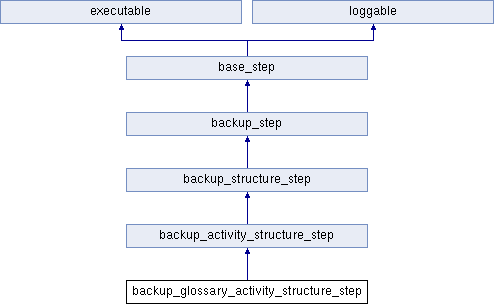 executable
loggable
base_step
backup_step
backup_structure_step
backup_activity_structure_step
backup_glossary_activity_structure_step